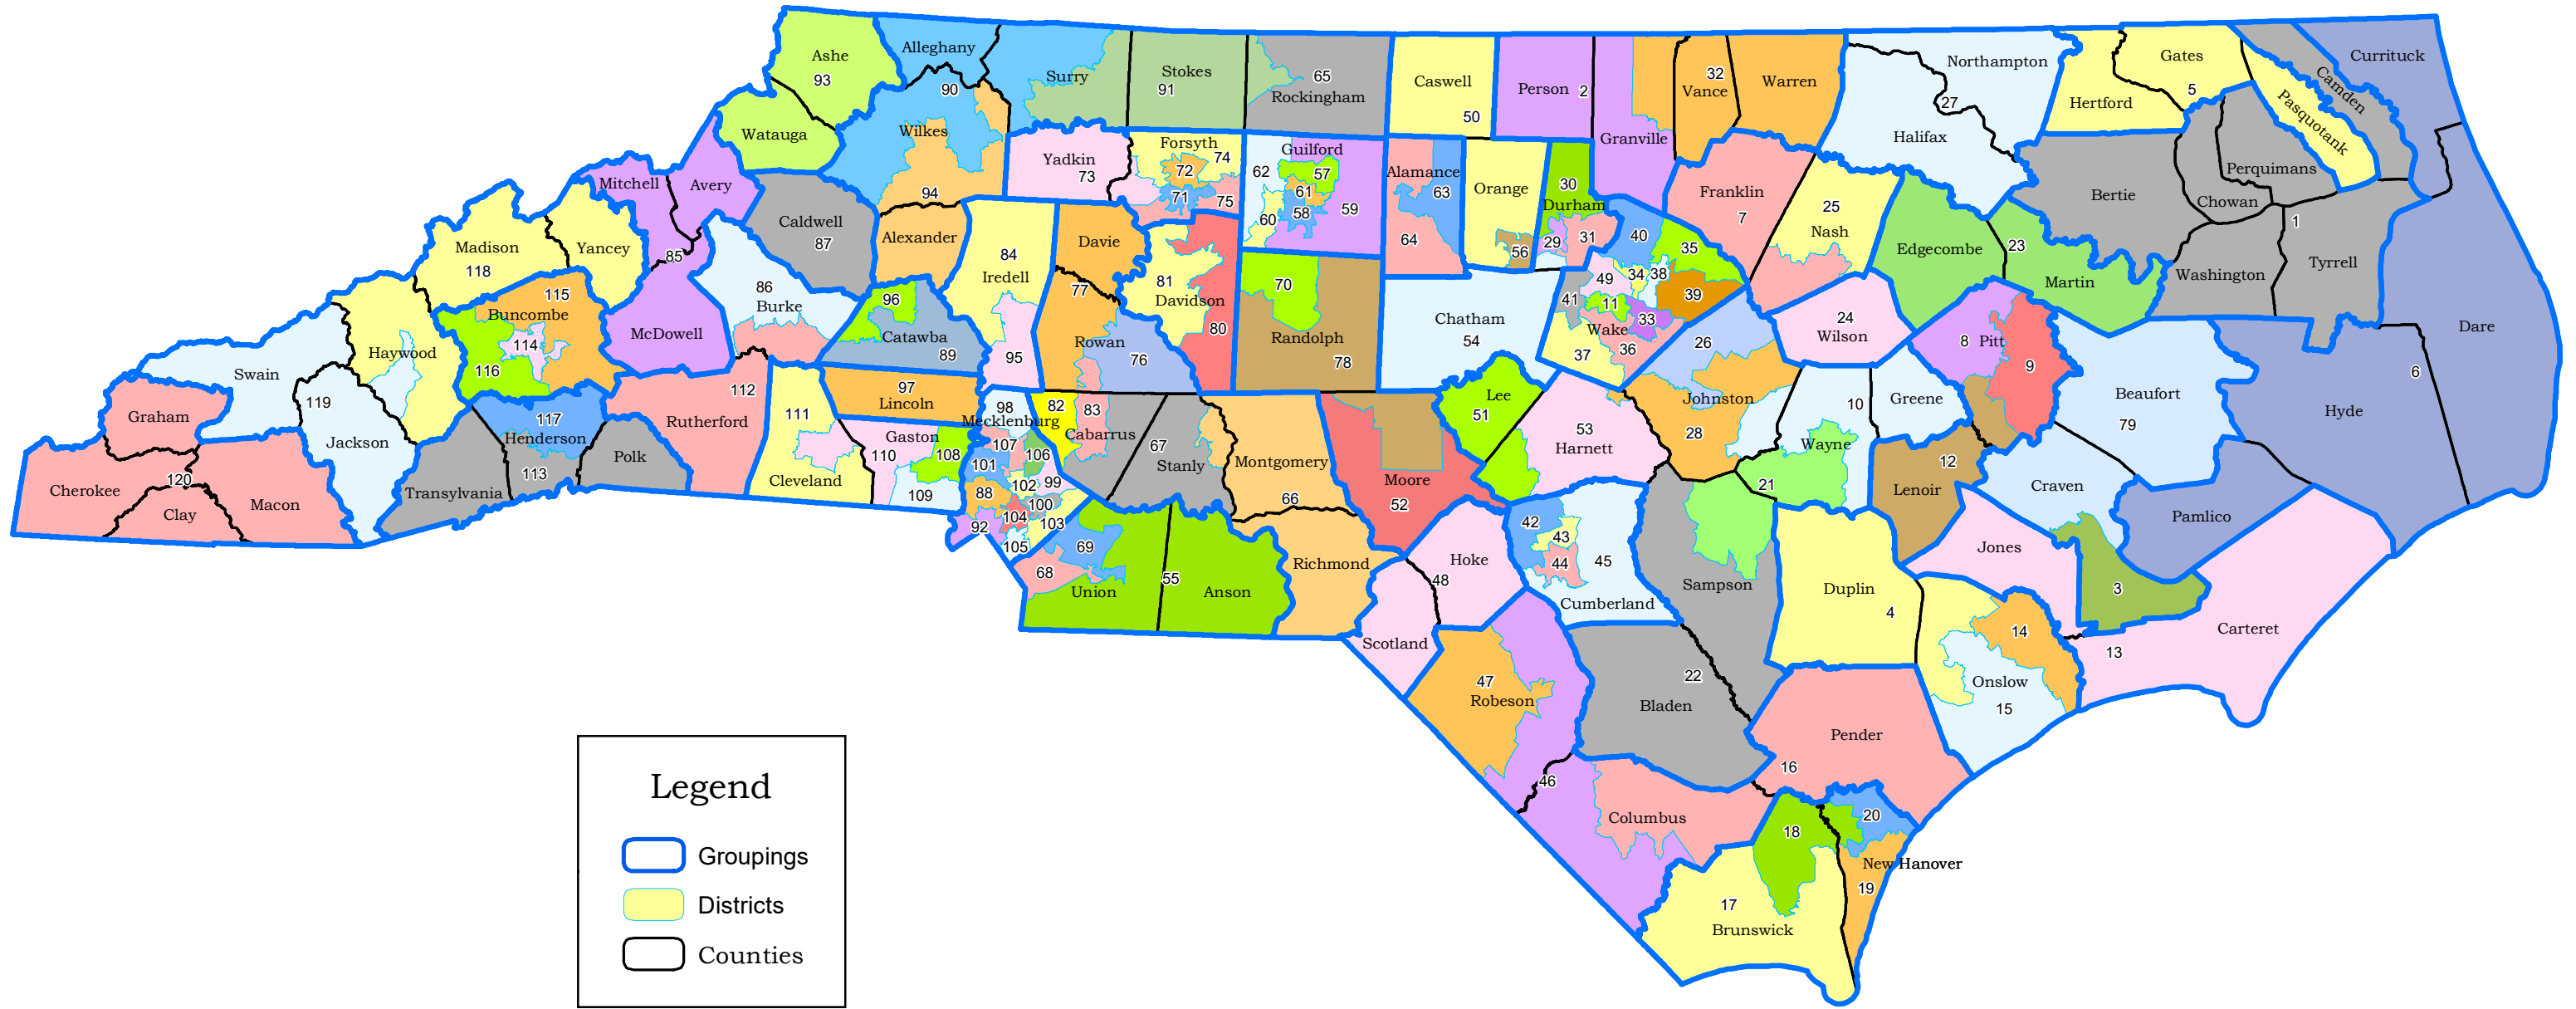 Ashe
93
Alleghany
90
Surry
Stokes
91
65
Rockingham
Caswell
50
Person
2
Granville
32
Vance
Warren
Northampton
27
Halifax
Gates
5
Hertford
Camden
Pasquotank
Currituck
Watauga
Wilkes
94
Yadkin
73
Forsyth
74
72
71
75
Guilford
62
57
61
60
58
59
Alamance
63
64
Orange
56
30
Durham
29
31
Franklin
7
25
Nash
Edgecombe
23
Martin
Bertie
Perquimans
Chowan
1
Washington
Tyrrell
Dare
Mitchell
Avery
85
Caldwell
87
Alexander
84
Iredell
95
Davie
77
Rowan
76
81
Davidson
80
70
Randolph
78
Chatham
54
40
35
49
34
38
39
41
11
33
Wake
36
37
26
Johnston
28
24
Wilson
8
Pitt
9
Beaufort
79
Hyde
6
Madison
118
Yancey
115
Buncombe
114
116
McDowell
86
Burke
96
Catawba
89
Haywood
Swain
119
Jackson
Graham
Cherokee
120
Clay
Macon
Transylvania
117
Henderson
113
Polk
112
Rutherford
111
Cleveland
97
Lincoln
Gaston
110
108
109
98
Mecklenburg
107
106
101
102
99
88
100
104
103
92
105
82
83
Cabarrus
67
Stanly
Montgomery
66
Moore
52
Lee
51
53
Harnett
10
Greene
Wayne
21
12
Lenoir
Craven
Pamlico
Jones
3
13
Carteret
68
69
Union
55
Anson
Richmond
Hoke
48
Scotland
42
43
44
45
Cumberland
Sampson
Duplin
4
14
Onslow
15
47
Robeson
46
22
Bladen
Pender
16
Columbus
18
20
New Hanover
19
17
Brunswick
Legend
Groupings
Districts
Counties